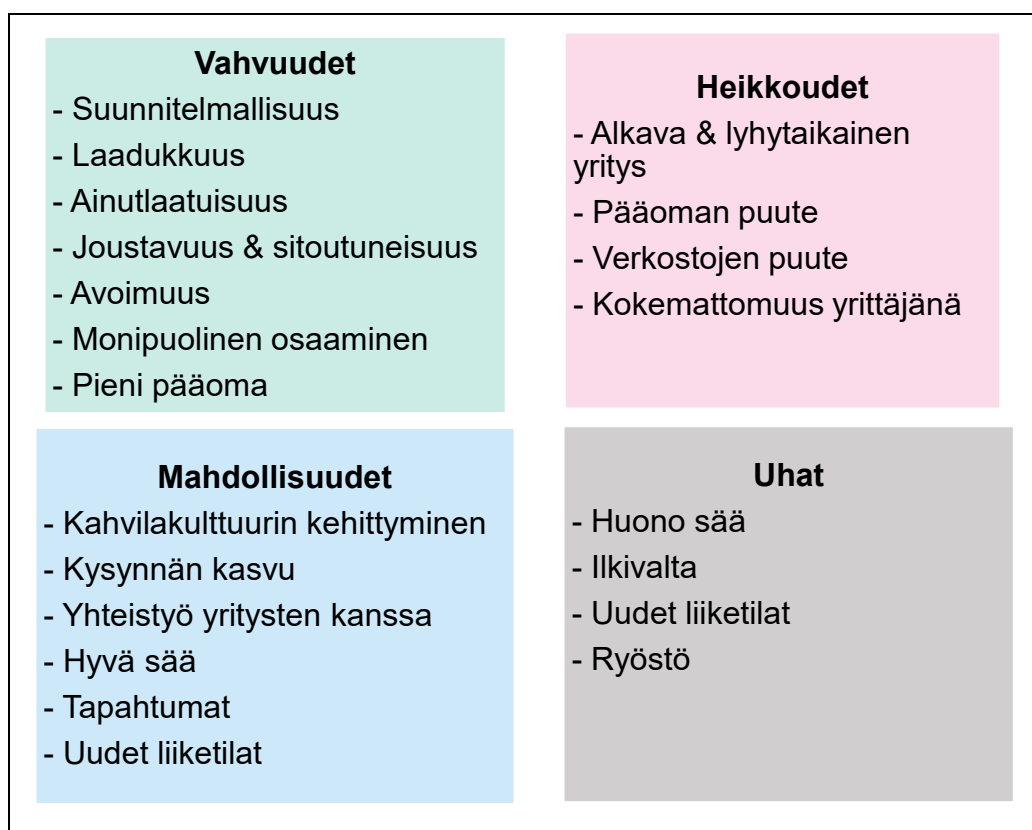 Vahvuudet
- Suunnitelmallisuus
- Laadukkuus
- Ainutlaatuisuus
- Joustavuus & sitoutuneisuus
- Avoimuus
- Monipuolinen osaaminen
- Pieni pääoma
Heikkoudet
- Alkava & lyhytaikainen
yritys
- Pääoman puute
- Verkostojen puute
- Kokemattomuus yrittäjänä
Mahdollisuudet
- Kahvilakulttuurin kehittyminen
- Kysynnän kasvu
- Yhteistyö yritysten kanssa
- Hyvä sää
- Tapahtumat
- Uudet liiketilat
Uhat
- Huono sää
- Ilkivalta
- Uudet liiketilat
- Ryöstö